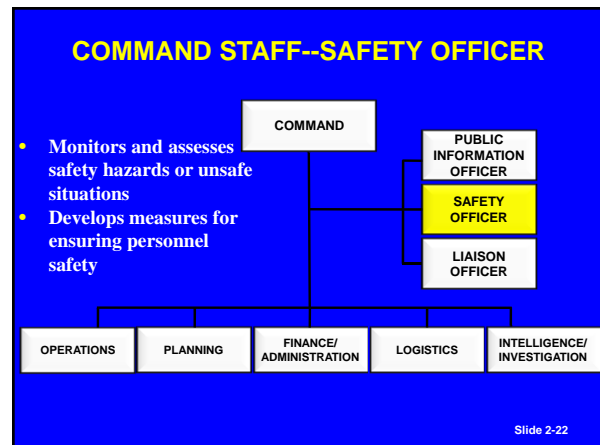 COMMAND STAFF--SAFETY OFFICER
• Monitors and assesses
safety hazards or unsafe
situations
• Develops measures for
ensuring personnel
safety
COMMAND
PUBLIC
INFORMATION
OFFICER
SAFETY
OFFICER
LIAISON
OFFICER
OPERATIONS
PLANNING
FINANCE/
ADMINISTRATION
LOGISTICS
INTELLIGENCE/
INVESTIGATION
Slide 2-22